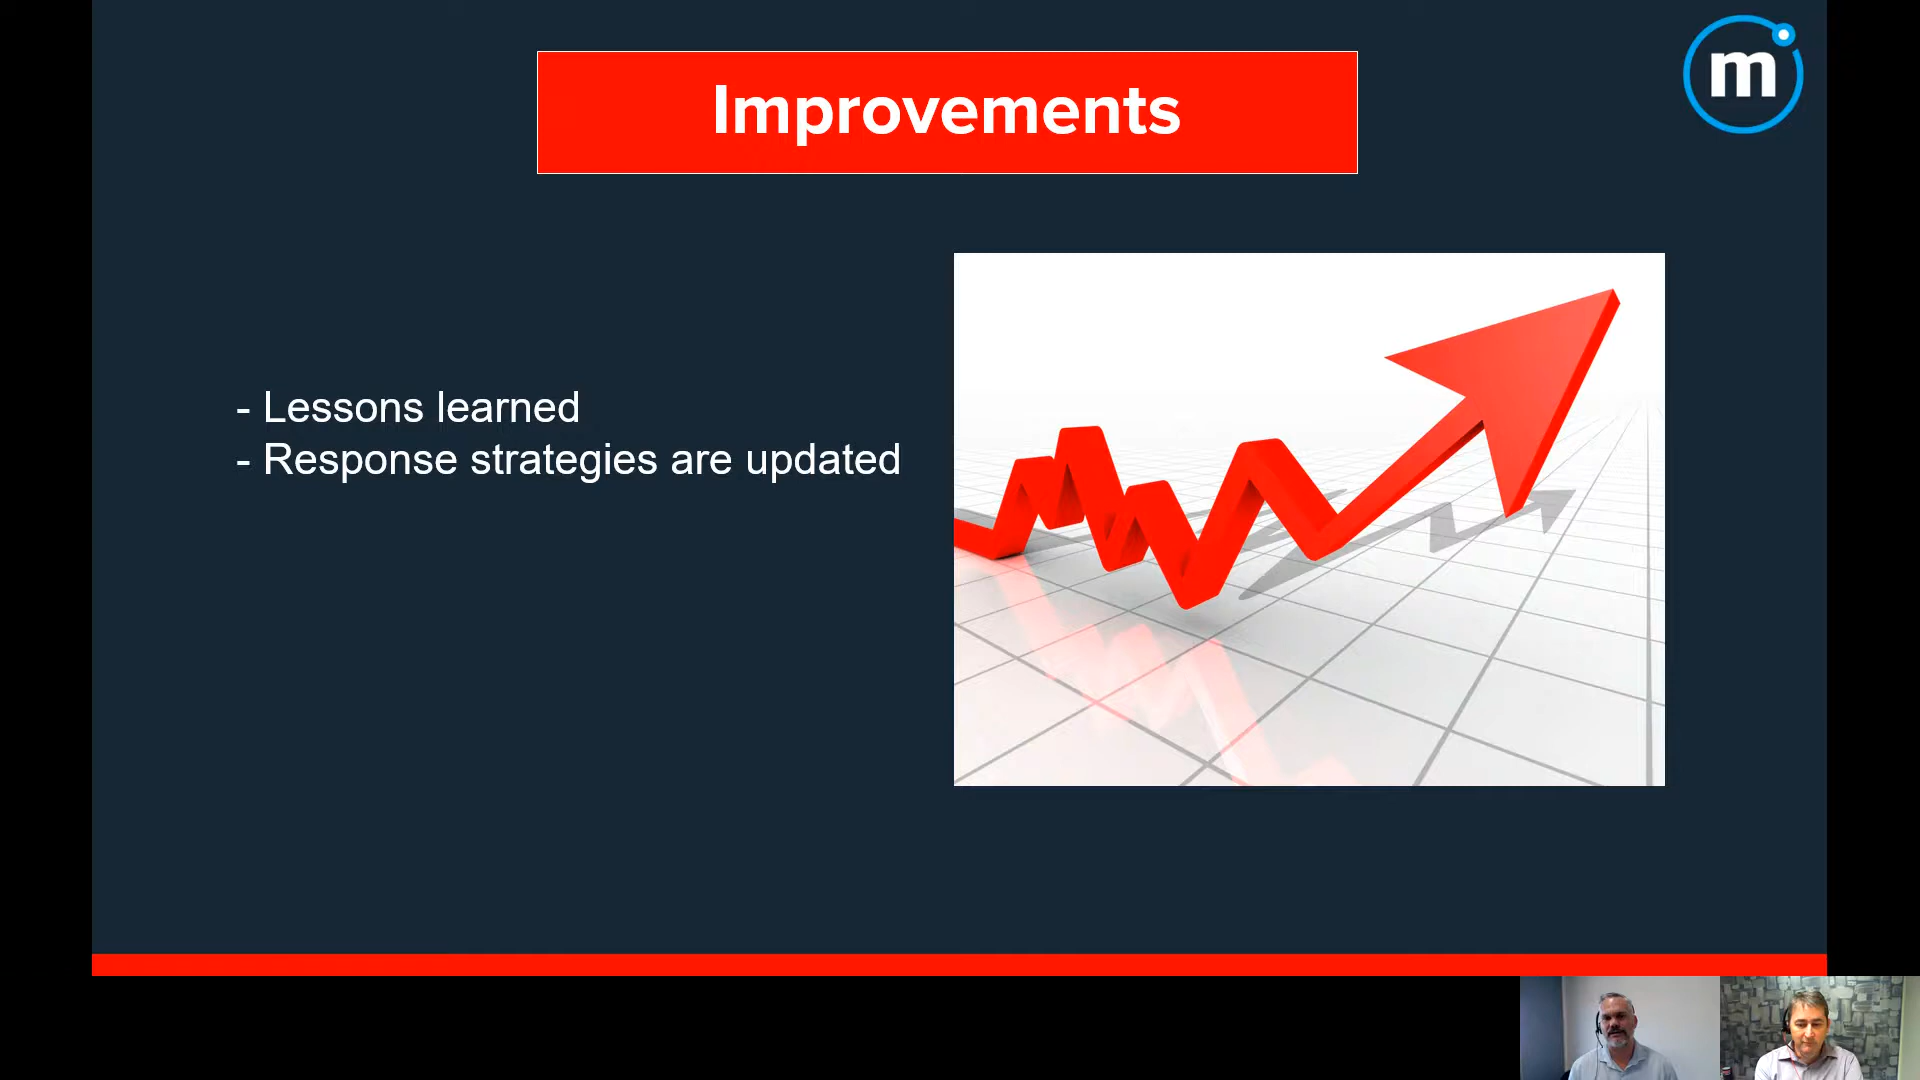 Improvements
m
- Lessons learned
- Response strategies are updated